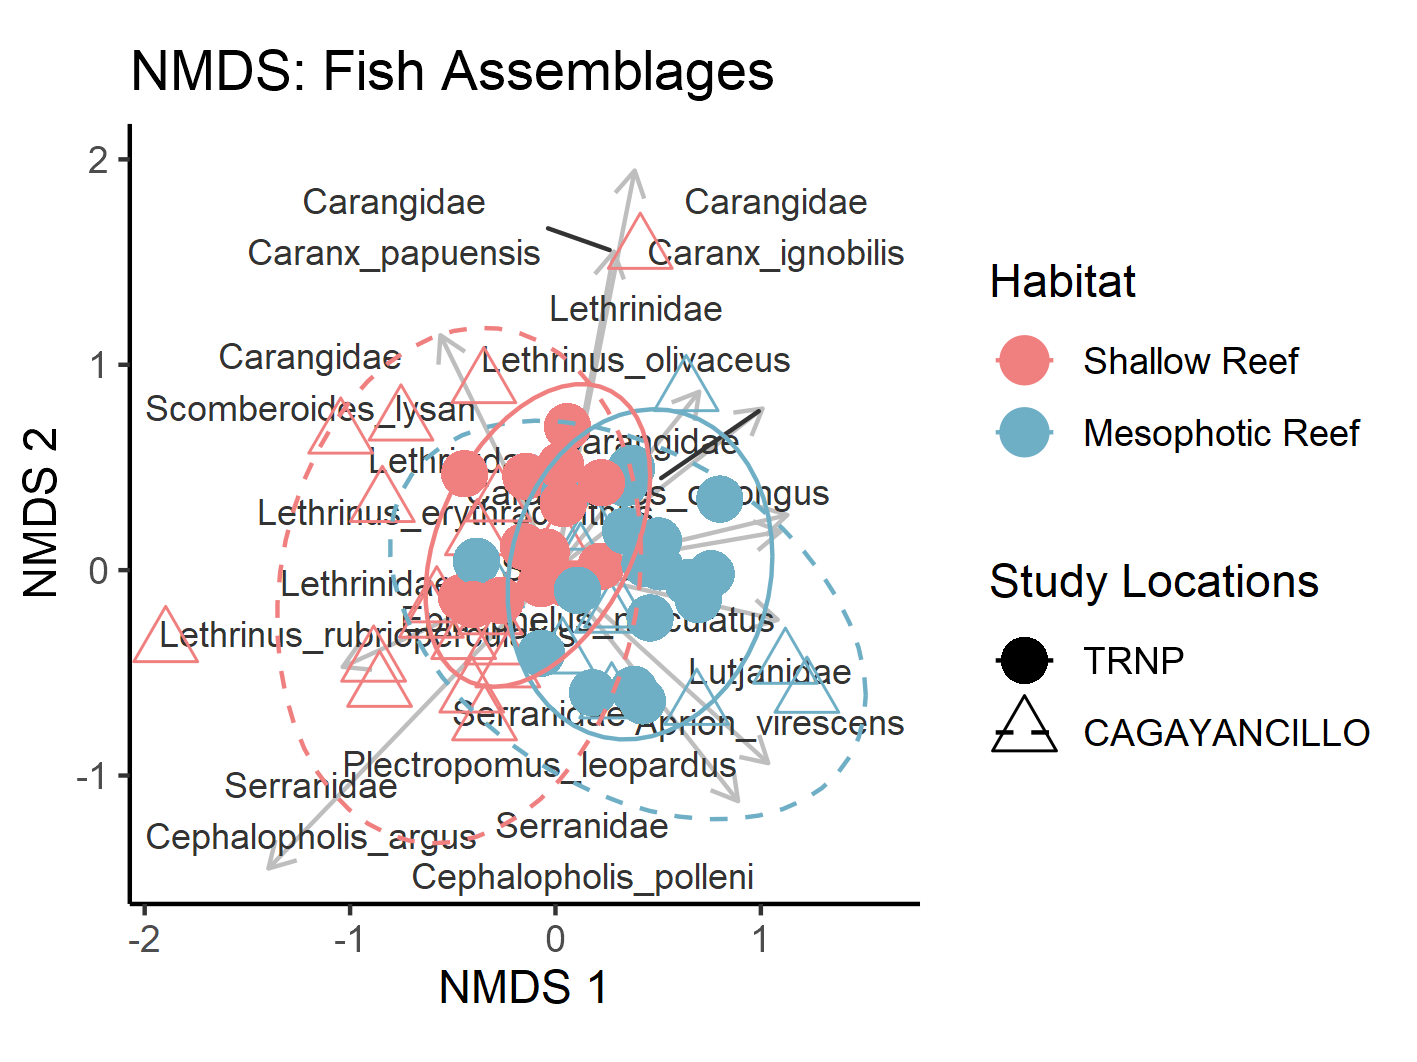 NMDS: Fish Assemblages
NMDS 2
2
1
0
-1
Carangidae
Caranx_papuensis
Carangidae
Caranx_ignobilis
Lethrinidae
Lethrinus_olivaceus
Carangidae
Scomberoides_lysan
Carangidae
Lethrinus_erythracanthus
Lethrinidae
Lethrinus_rubrioperculatus
Lutjanidae
Aprion_virescens
Serranidae
Plectropomus_leopardus
Serranidae
Cephalopholis_argus
Serranidae
Cephalopholis_polleni
-2
-1
0
1
NMDS 1
Habitat
Shallow Reef
Mesophotic Reef
Study Locations
TRNP
CAGAYANCILLO